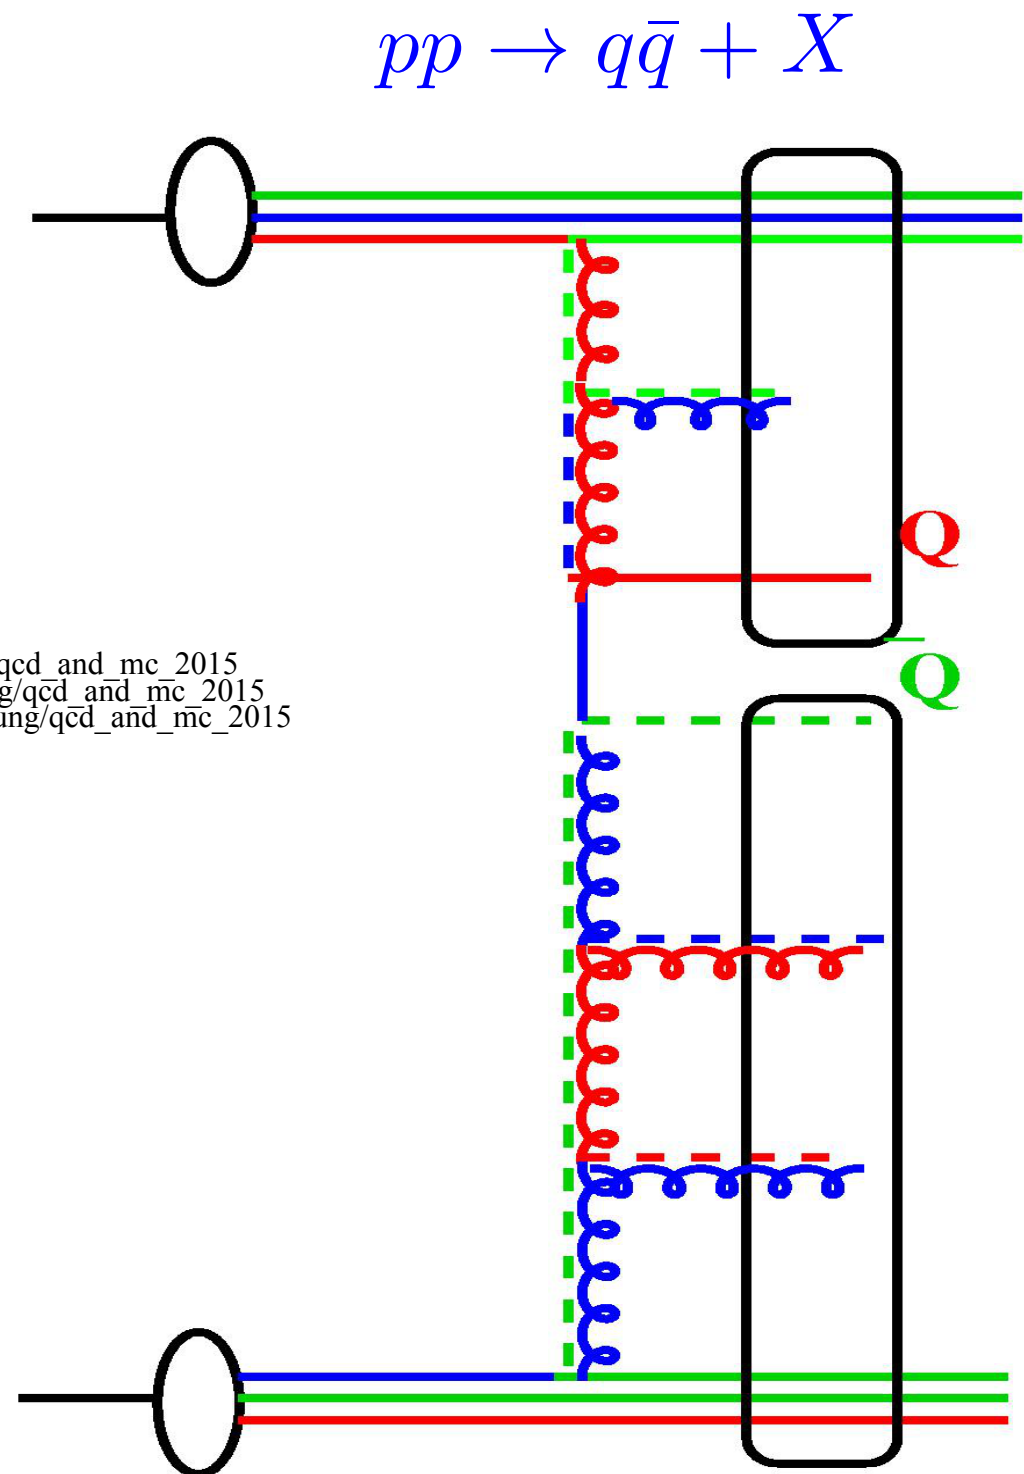 pp → qq̄ + X
Q
qcd_and_mc_2015
g/qcd_and_mc_2015
ung/qcd_and_mc_2015
Q̅